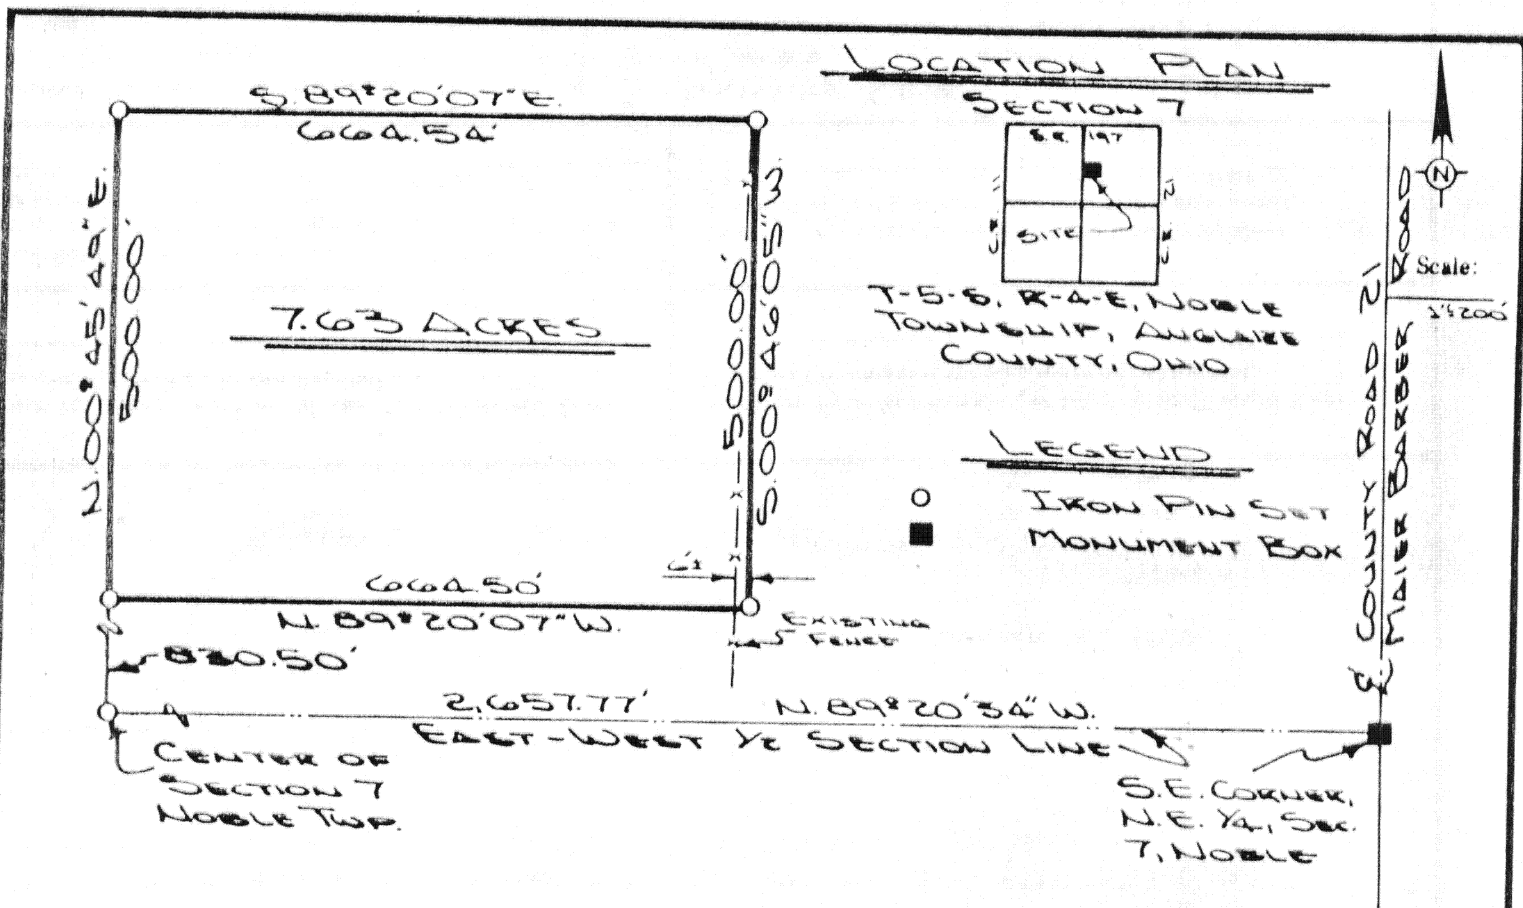 LOCATION PLAN
SECTION 7
S.R. 197
SITE
T-5-S, R-4-E, NOBLE
TOWNSHIP, AUGLAIZE
COUNTY, OHIO
S. 89° 20' 07" E.
664.54'
N. 00° 45' 49" E.
500.00'
7.63 ACRES
500.00'
S. 00° 46' 05" W.
LEGEND
IRON PIN SET
MONUMENT BOX
6'±
664.50'
N. 89° 20' 07" W.
EXISTING
FENCE
830.50'
2,657.77' N. 89° 20' 34" W.
EAST-WEST 1/2 SECTION LINE
CENTER OF
SECTION 7
NOBLE TWP.
S.E. CORNER,
N.E. 1/4, SEC.
7, NOBLE
COUNTY ROAD 21
MAIER BARBER ROAD
N
Scale:
1"=200'